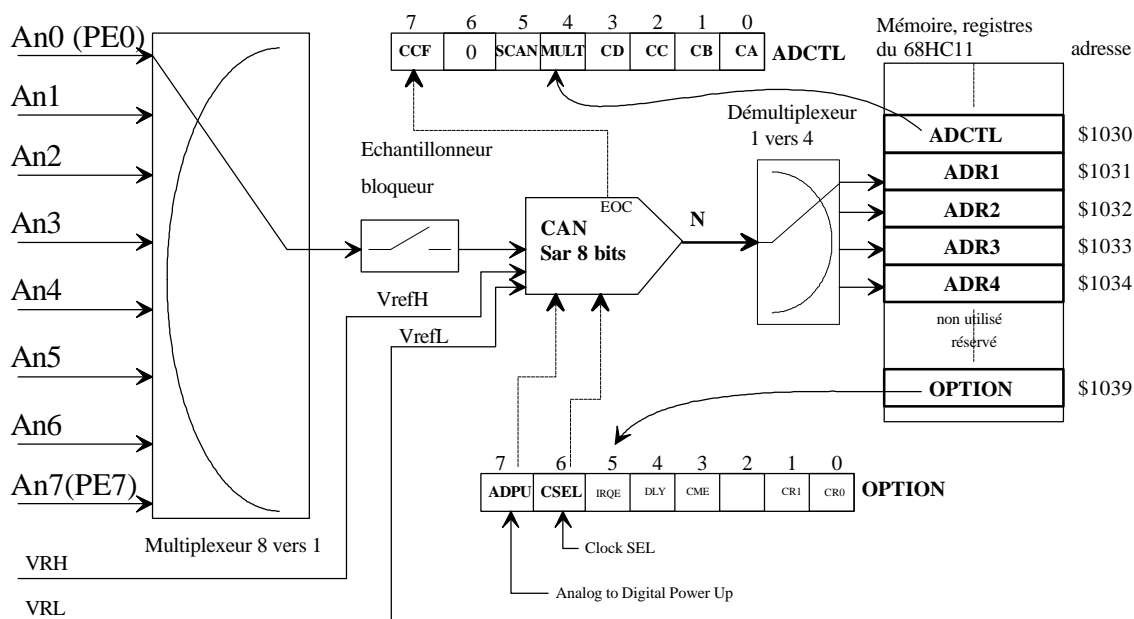 7 6 5 4 3 2 1 0
CCF 0 SCAN MULT CD CC CB CA ADCTL
Mémoire, registres
du 68HC11
adresse
An0 (PE0)
An1
An2
An3
An4
An5
An6
An7(PE7)
Multiplexeur 8 vers 1
VRH
VRL
Echantillonneur
bloqueur
VrefH
VrefL
EOC
CAN
Sar 8 bits
N
Démultiplexeur
1 vers 4
ADCTL $1030
ADR1 $1031
ADR2 $1032
ADR3 $1033
ADR4 $1034
non utilisé
réservé
OPTION $1039
7 6 5 4 3 2 1 0
ADPU CSEL IRQE DLY CME CR1 CR0 OPTION
Clock SEL
Analog to Digital Power Up